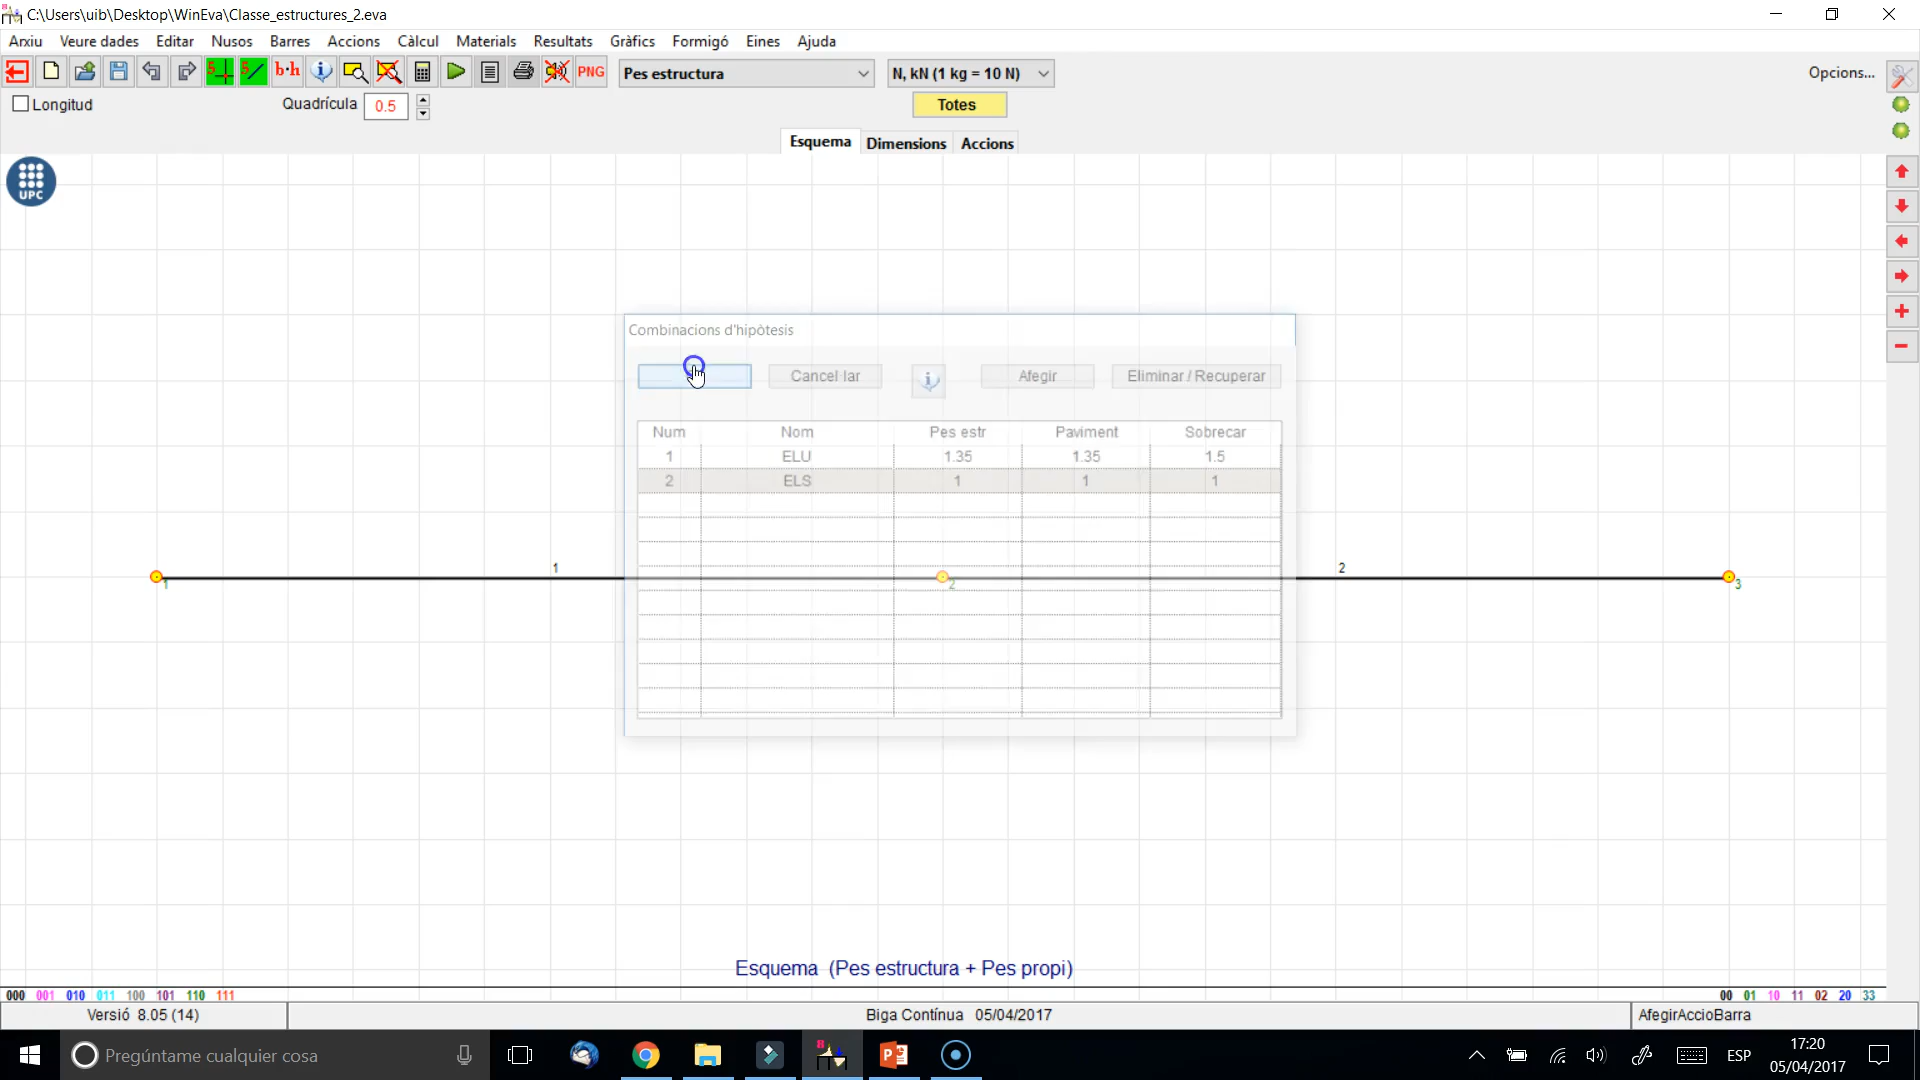 C:\Users\uib\Desktop\WinEva\Classe_estructures_2.eva
Arxiu Veure dades Editar Nusos Barres Accions Càlcul Materials Resultats Gràfics Formigó Eines Ajuda
b·h PNG Pes estructura N, kN (1 kg = 10 N) Opcions...
Longitud Quadrícula 0.5 Totes
Esquema Dimensions Accions
UPC
Combinacions d'hipòtesis
Cancel·lar Afegir Eliminar / Recuperar
Num Nom Pes estr Paviment Sobrecar
1 ELU 1.35 1.35 1.5
2 ELS 1 1 1
1 2
1 2 3
Esquema (Pes estructura + Pes propi)
000 001 010 011 100 101 110 111 00 01 10 11 02 20 33
Versió 8.05 (14) Biga Contínua 05/04/2017 AfegirAccioBarra
Pregúntame cualquier cosa ESP 17:20
05/04/2017